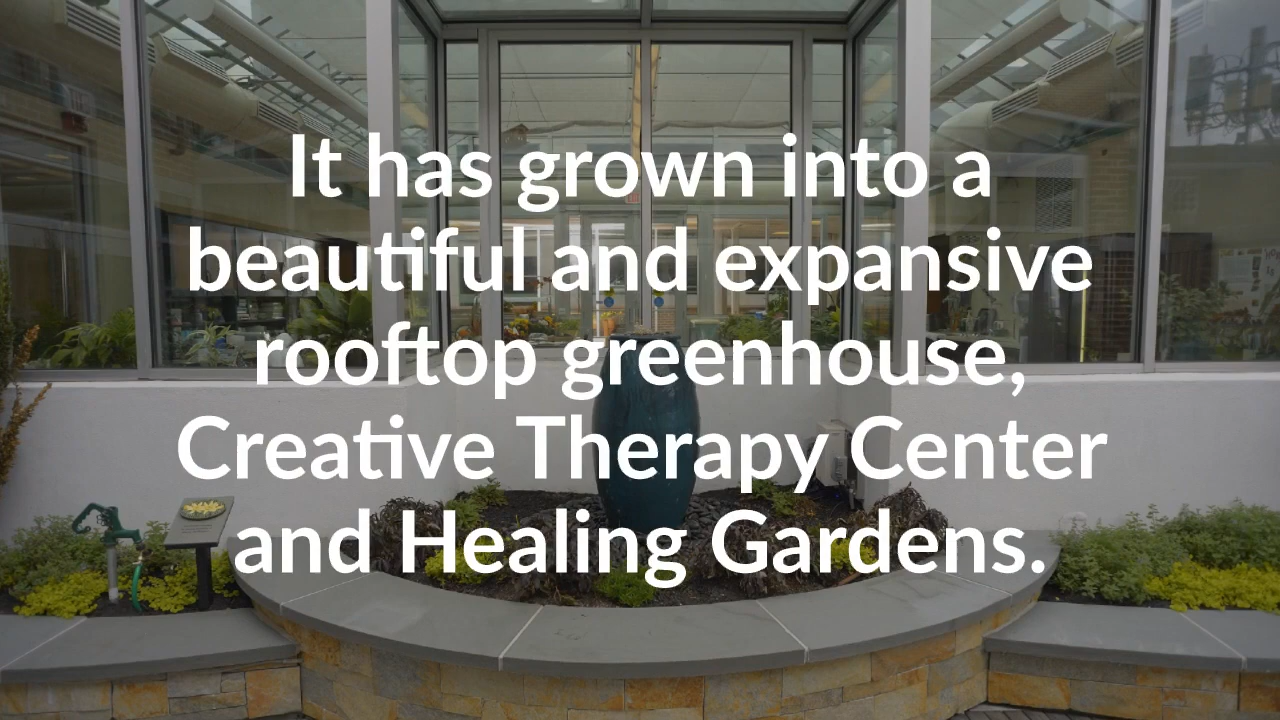 It has grown into a
beautiful and expansive
rooftop greenhouse,
Creative Therapy Center
and Healing Gardens.